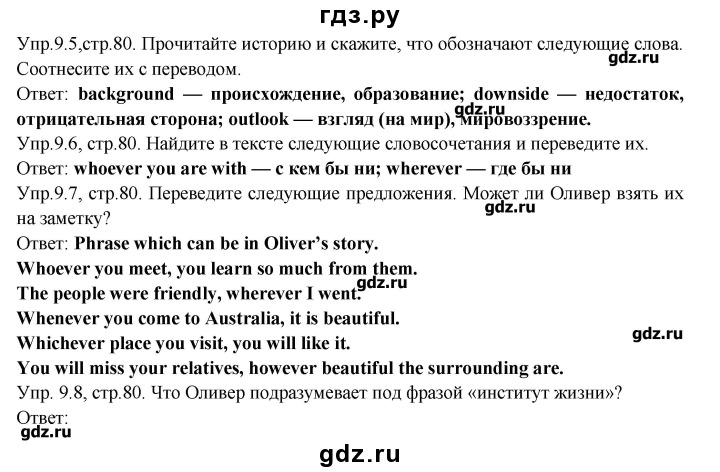 гдз.ру
Упр.9.5,стр.80. Прочитайте историю и скажите, что обозначают следующие слова.
gdz.ru
Соотнесите их с переводом.
Ответ: background — происхождение, образование; downside — недостаток,
gdz.ru
отрицательная сторона; outlook — взгляд (на мир), мировоззрение.
Упр.9.6, стр.80. Найдите в тексте следующие словосочетания и переведите их.
Ответ: whoever you are with — с кем бы ни; wherever — где бы ни
Упр.9.7, стр.80. Переведите следующие предложения. Может ли Оливер взять их
gdz.ru
на заметку?
Ответ: Phrase which can be in Oliver’s story.
Whoever you meet, you learn so much from them.
gdz.ru
The people were friendly, wherever I went.
Whenever you come to Australia, it is beautiful.
gdz.ru
Whichever place you visit, you will like it.
You will miss your relatives, however beautiful the surrounding are.
Упр. 9.8, стр.80. Что Оливер подразумевает под фразой «институт жизни»?
Ответ:
gdz.ru
gdz.ru